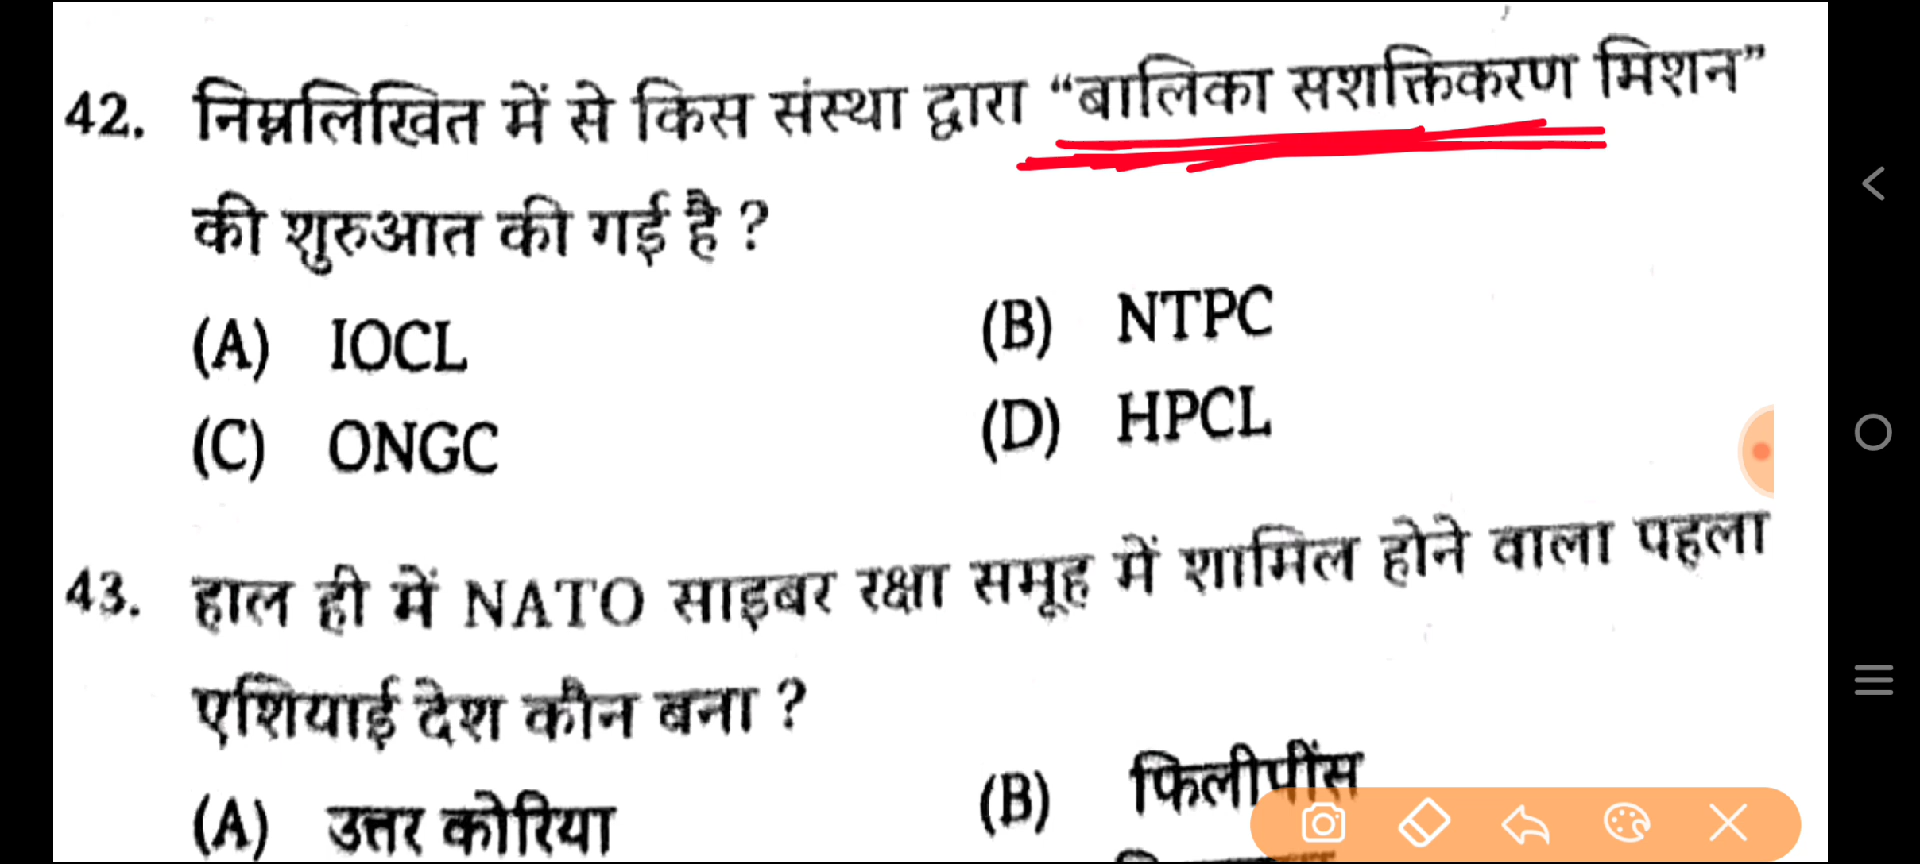 42. निम्नलिखित में से किस संस्था द्वारा “बालिका सशक्तिकरण मिशन”
की शुरुआत की गई है ?
(A) IOCL (B) NTPC
(C) ONGC (D) HPCL
43. हाल ही में NATO साइबर रक्षा समूह में शामिल होने वाला पहला
एशियाई देश कौन बना ?
(A) उत्तर कोरिया (B) फिलीपींस